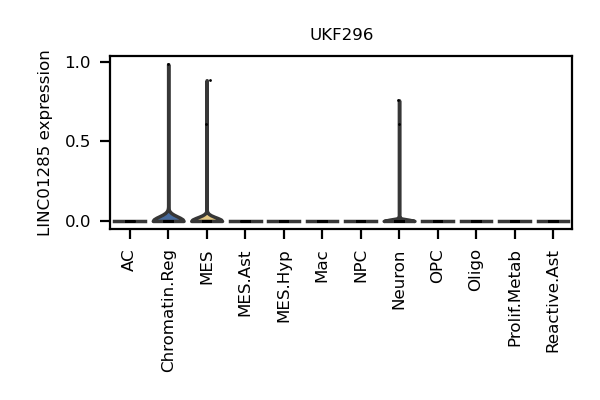 UKF296
LINC01285 expression
1.0
0.5
0.0
AC
Chromatin.Reg
MES
MES.Ast
MES.Hyp
Mac
NPC
Neuron
OPC
Oligo
Prolif.Metab
Reactive.Ast